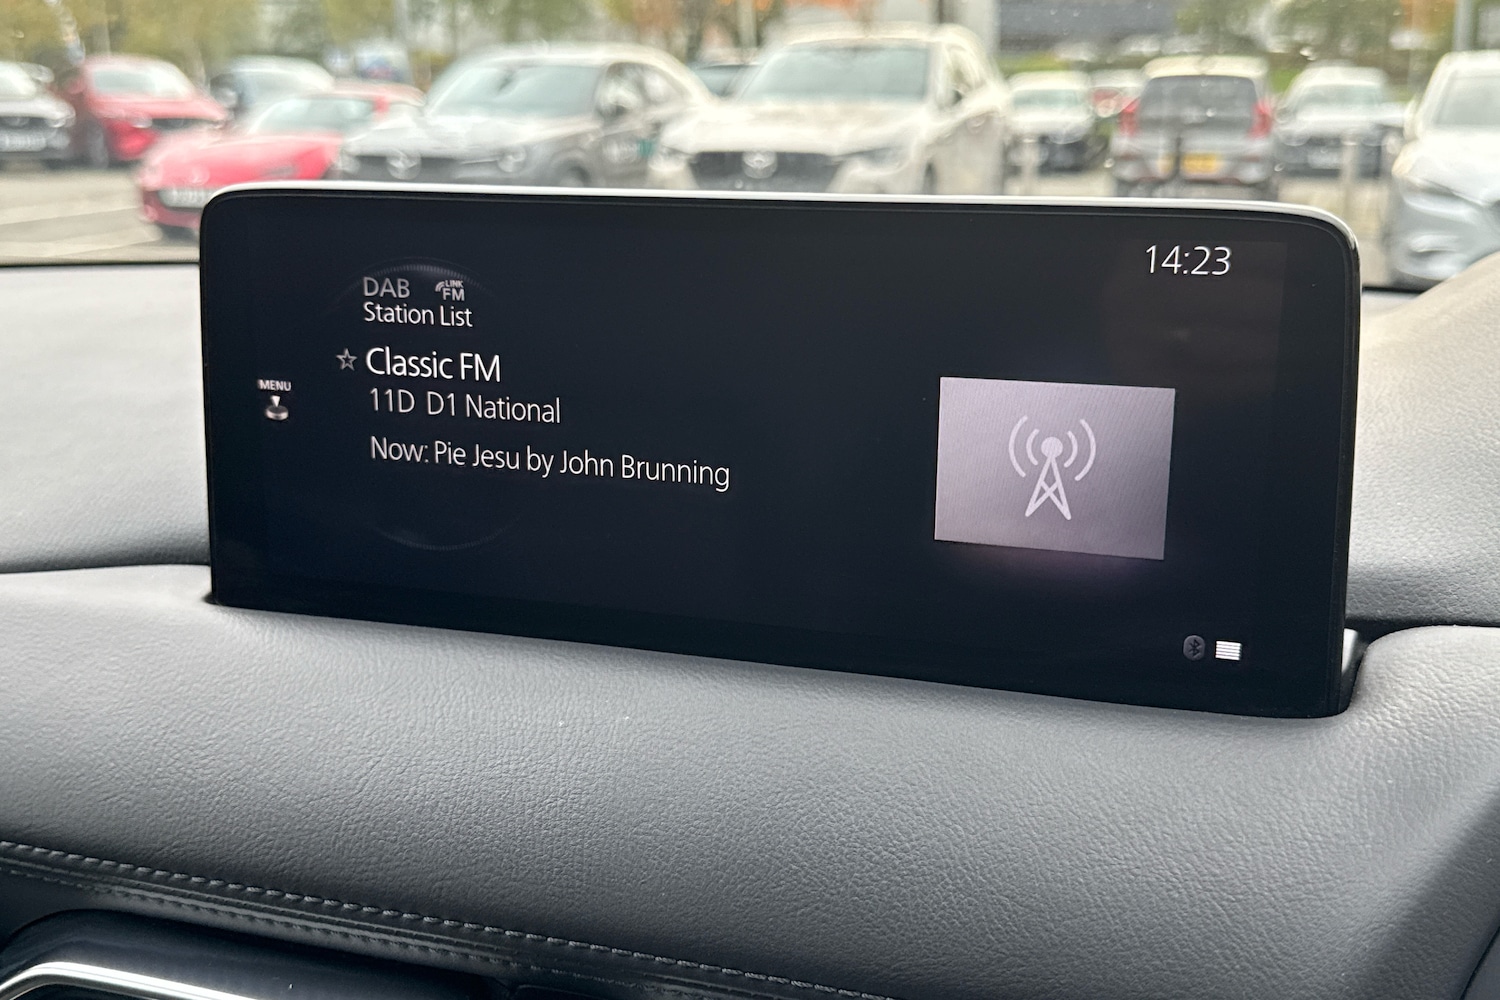 14:23
DAB LINK FM
Station List
Classic FM
11D D1 National
MENU
Now: Pie Jesu by John Brunning